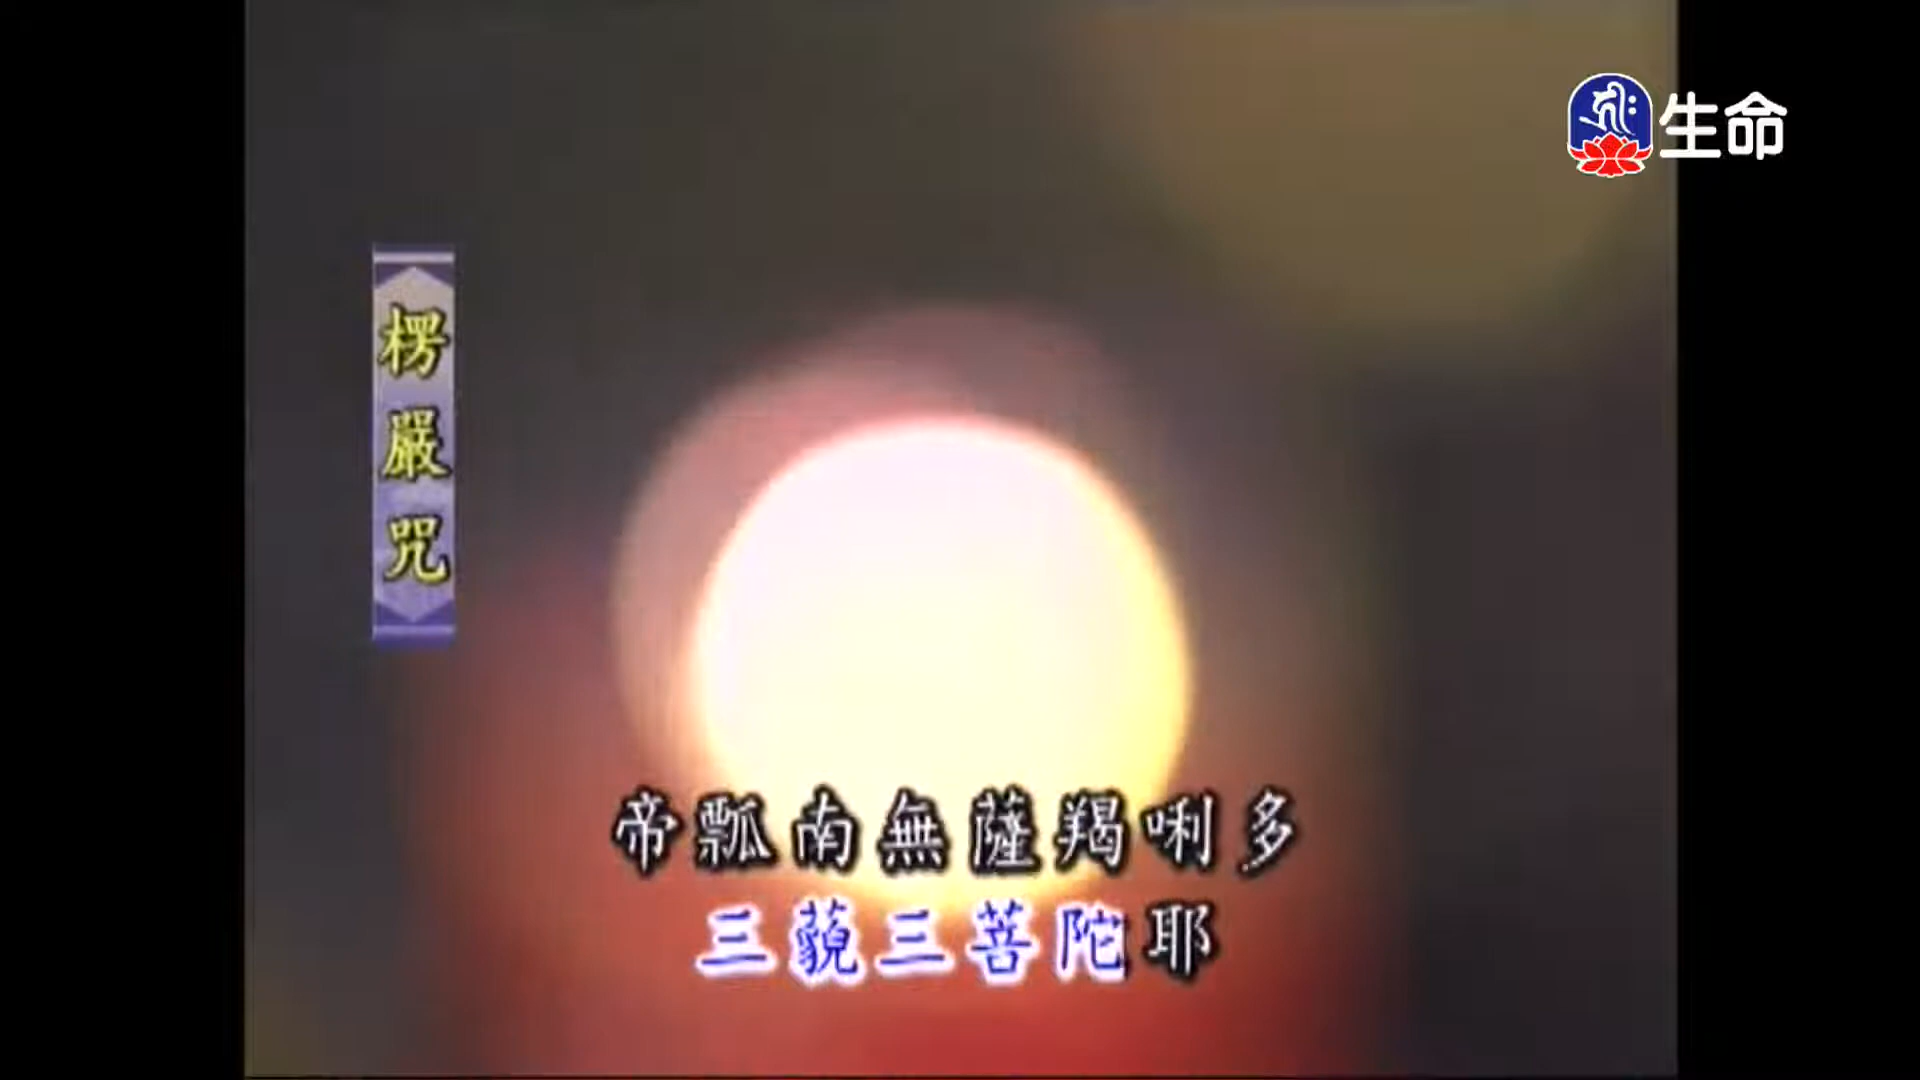 生命
楞嚴咒
帝瓢南無薩羯唎多
三藐三菩陀耶